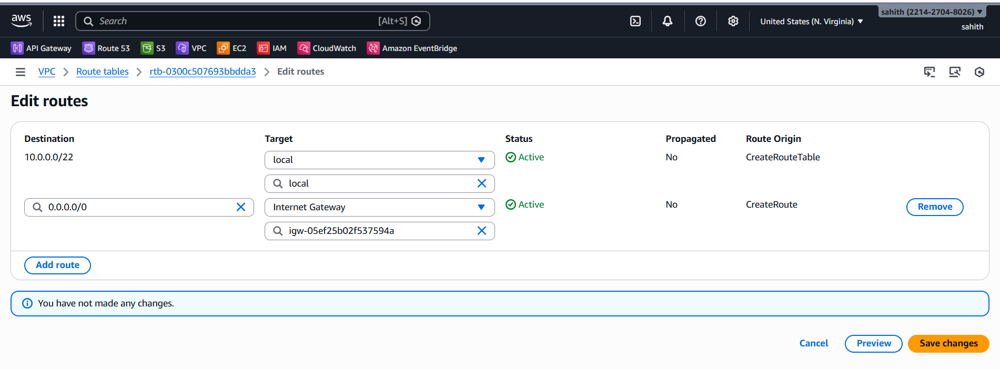 aws
Search [Alt+S]
United States (N. Virginia)
sahith (2214-2704-8026)
sahith
API Gateway Route 53 S3 VPC EC2 IAM CloudWatch Amazon EventBridge
VPC Route tables rtb-0300c507693bbdda3 Edit routes
Edit routes
Destination Target Status Propagated Route Origin
10.0.0.0/22 local Active No CreateRouteTable
local
0.0.0.0/0 Internet Gateway Active No CreateRoute Remove
igw-05ef25b02f537594a
Add route
You have not made any changes.
Cancel Preview Save changes